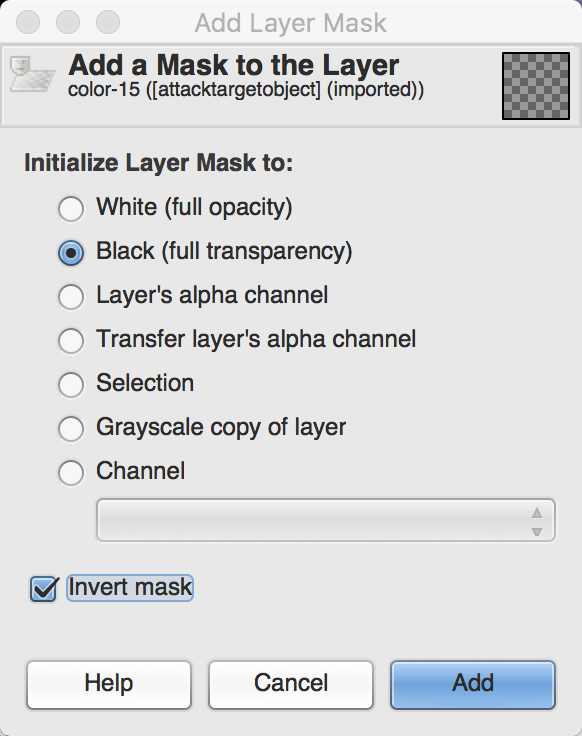 Add Layer Mask
Add a Mask to the Layer
color-15 ([attacktargetobject] (imported))
Initialize Layer Mask to:
White (full opacity)
Black (full transparency)
Layer's alpha channel
Transfer layer's alpha channel
Selection
Grayscale copy of layer
Channel
Invert mask
Help
Cancel
Add